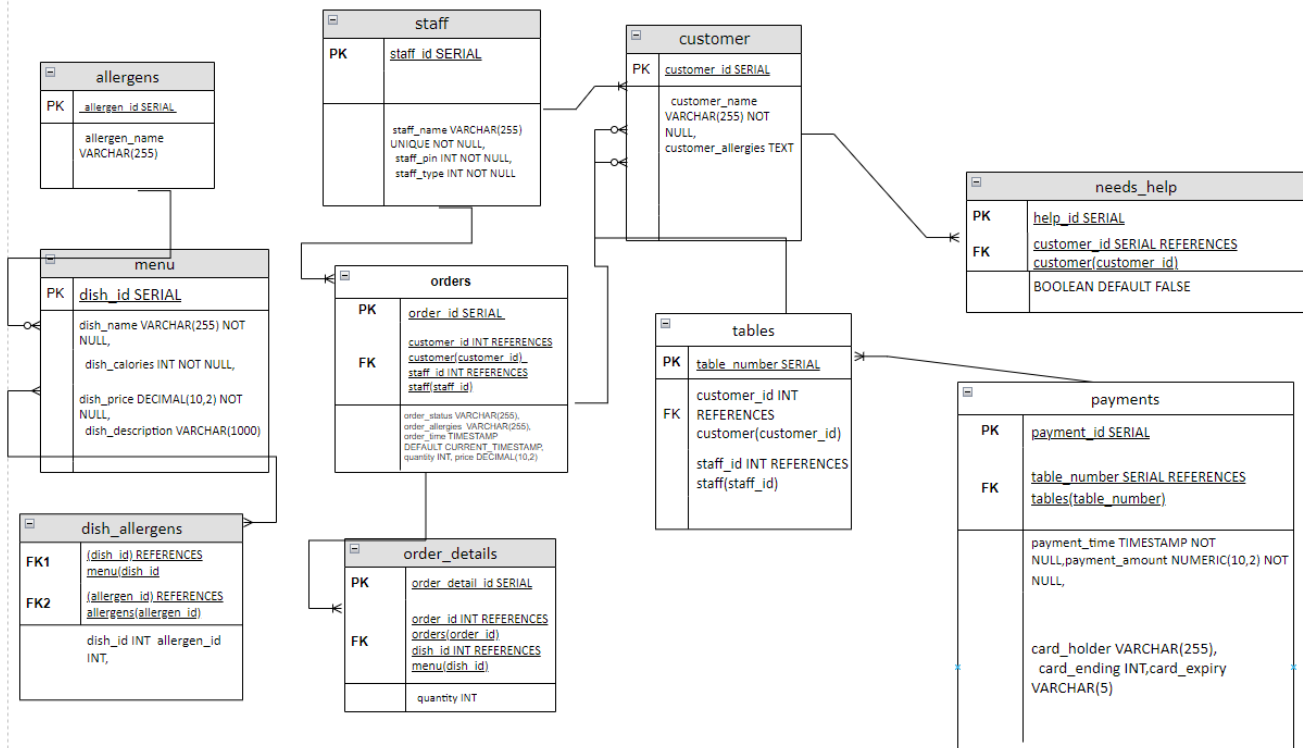 staff
PK staff_id SERIAL
staff_name VARCHAR(255)
UNIQUE NOT NULL,
staff_pin INT NOT NULL,
staff_type INT NOT NULL
customer
PK customer_id SERIAL
customer_name
VARCHAR(255) NOT
NULL,
customer_allergies TEXT
allergens
PK allergen_id SERIAL
allergen_name
VARCHAR(255)
needs_help
PK help_id SERIAL
FK customer_id SERIAL REFERENCES
customer(customer_id)
BOOLEAN DEFAULT FALSE
menu
PK dish_id SERIAL
dish_name VARCHAR(255) NOT
NULL,
dish_calories INT NOT NULL,
dish_price DECIMAL(10,2) NOT
NULL,
dish_description VARCHAR(1000)
orders
PK order_id SERIAL
FK customer_id INT REFERENCES
customer(customer_id)
staff_id INT REFERENCES
staff(staff_id)
order_status VARCHAR(255),
order_allergies VARCHAR(255),
order_time TIMESTAMP
DEFAULT CURRENT_TIMESTAMP,
quantity INT, price DECIMAL(10,2)
tables
PK table_number SERIAL
FK customer_id INT
REFERENCES
customer(customer_id)
staff_id INT REFERENCES
staff(staff_id)
payments
PK payment_id SERIAL
FK table_number SERIAL REFERENCES
tables(table_number)
payment_time TIMESTAMP NOT
NULL,payment_amount NUMERIC(10,2) NOT
NULL,
card_holder VARCHAR(255),
card_ending INT,card_expiry
VARCHAR(5)
dish_allergens
FK1 (dish_id) REFERENCES
menu(dish_id
FK2 (allergen_id) REFERENCES
allergens(allergen_id)
dish_id INT allergen_id
INT,
order_details
PK order_detail_id SERIAL
FK order_id INT REFERENCES
orders(order_id)
dish_id INT REFERENCES
menu(dish_id)
quantity INT